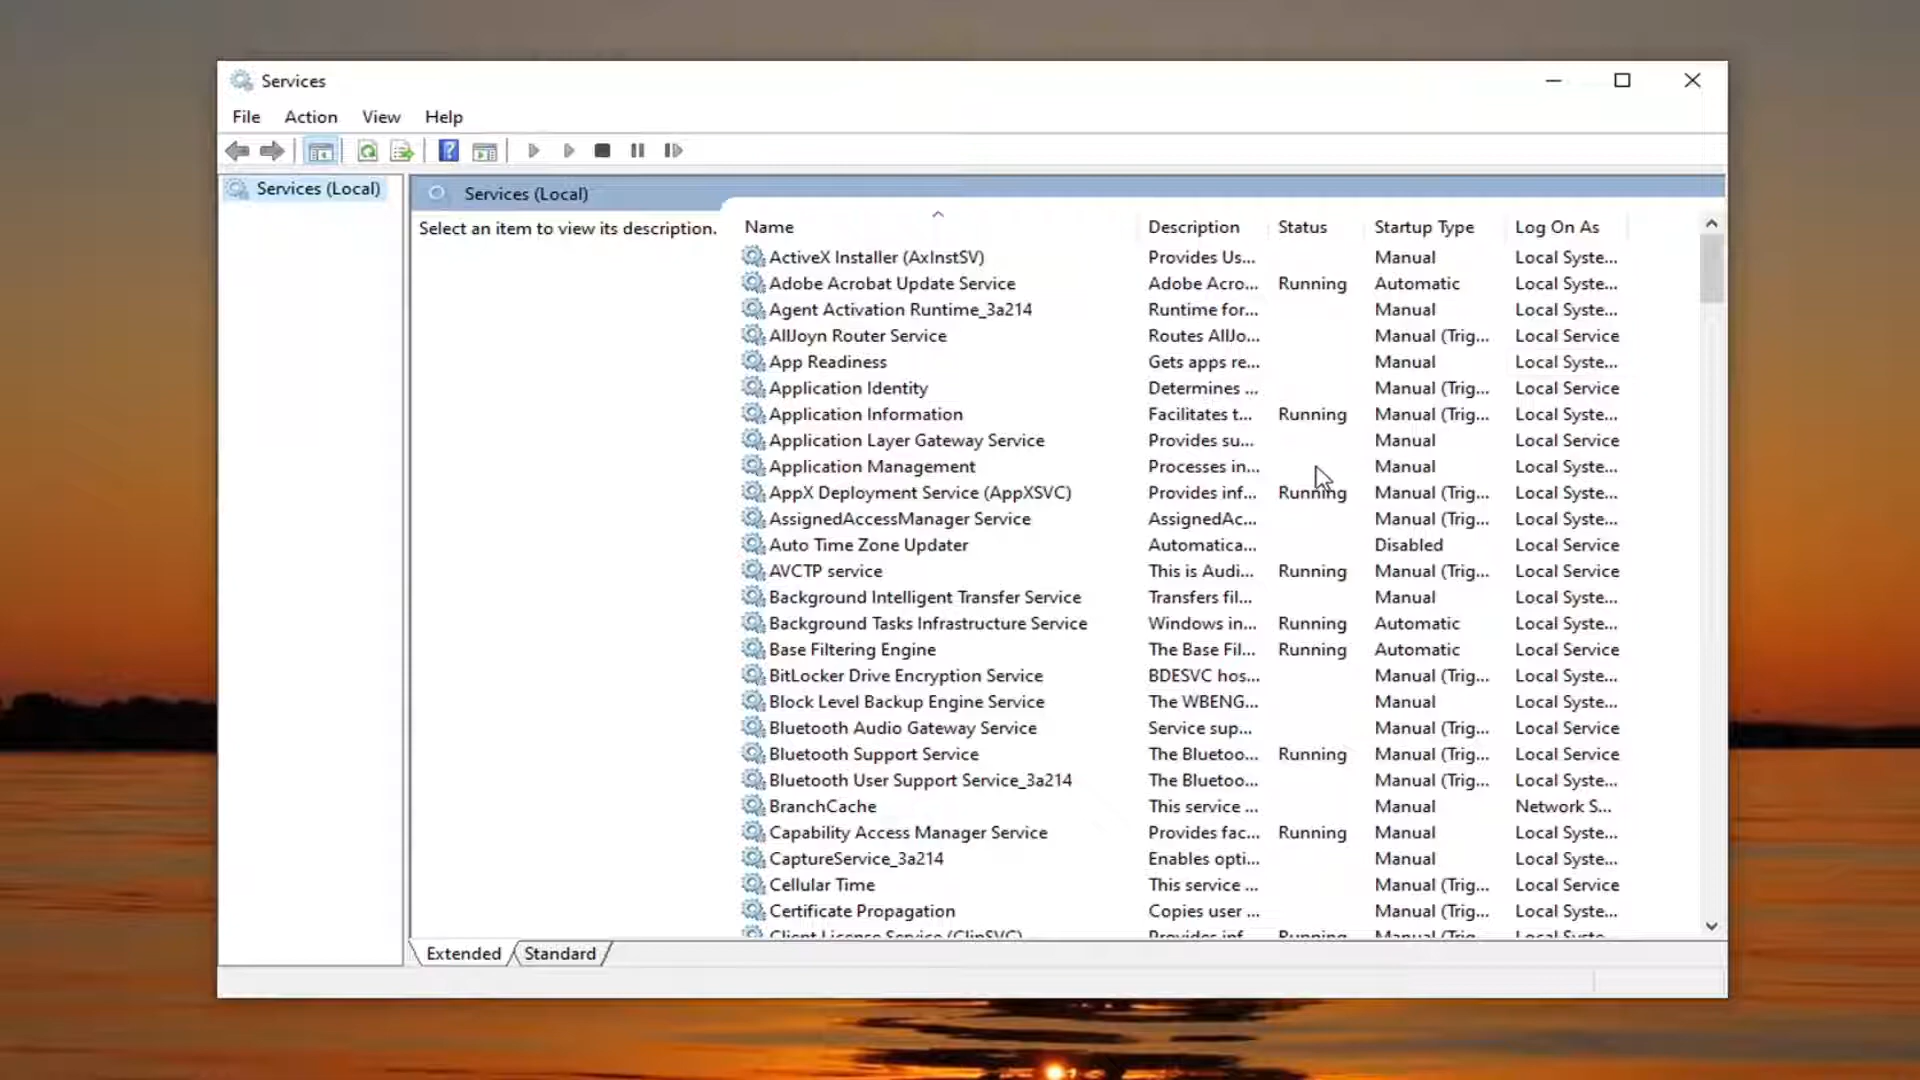 Services
File Action View Help
Services (Local)
Services (Local)
Select an item to view its description.
Name Description Status Startup Type Log On As
ActiveX Installer (AxInstSV) Provides Us... Manual Local Syste...
Adobe Acrobat Update Service Adobe Acro... Running Automatic Local Syste...
Agent Activation Runtime_3a214 Runtime for... Manual Local Syste...
AllJoyn Router Service Routes AllJo... Manual (Trig... Local Service
App Readiness Gets apps re... Manual Local Syste...
Application Identity Determines ... Manual (Trig... Local Service
Application Information Facilitates t... Running Manual (Trig... Local Syste...
Application Layer Gateway Service Provides su... Manual Local Service
Application Management Processes in... Manual Local Syste...
AppX Deployment Service (AppXSVC) Provides inf... Running Manual (Trig... Local Syste...
AssignedAccessManager Service AssignedAc... Manual (Trig... Local Syste...
Auto Time Zone Updater Automatica... Disabled Local Service
AVCTP service This is Audi... Running Manual (Trig... Local Service
Background Intelligent Transfer Service Transfers fil... Manual Local Syste...
Background Tasks Infrastructure Service Windows in... Running Automatic Local Syste...
Base Filtering Engine The Base Fil... Running Automatic Local Service
BitLocker Drive Encryption Service BDESVC hos... Manual (Trig... Local Syste...
Block Level Backup Engine Service The WBENG... Manual Local Syste...
Bluetooth Audio Gateway Service Service sup... Manual (Trig... Local Service
Bluetooth Support Service The Bluetoo... Running Manual (Trig... Local Service
Bluetooth User Support Service_3a214 The Bluetoo... Manual (Trig... Local Syste...
BranchCache This service ... Manual Network S...
Capability Access Manager Service Provides fac... Running Manual Local Syste...
CaptureService_3a214 Enables opti... Manual Local Syste...
Cellular Time This service ... Manual (Trig... Local Service
Certificate Propagation Copies user ... Manual (Trig... Local Syste...
Client License Service (ClipSVC) Provides inf... Running Manual (Trig... Local Syste...
Extended Standard